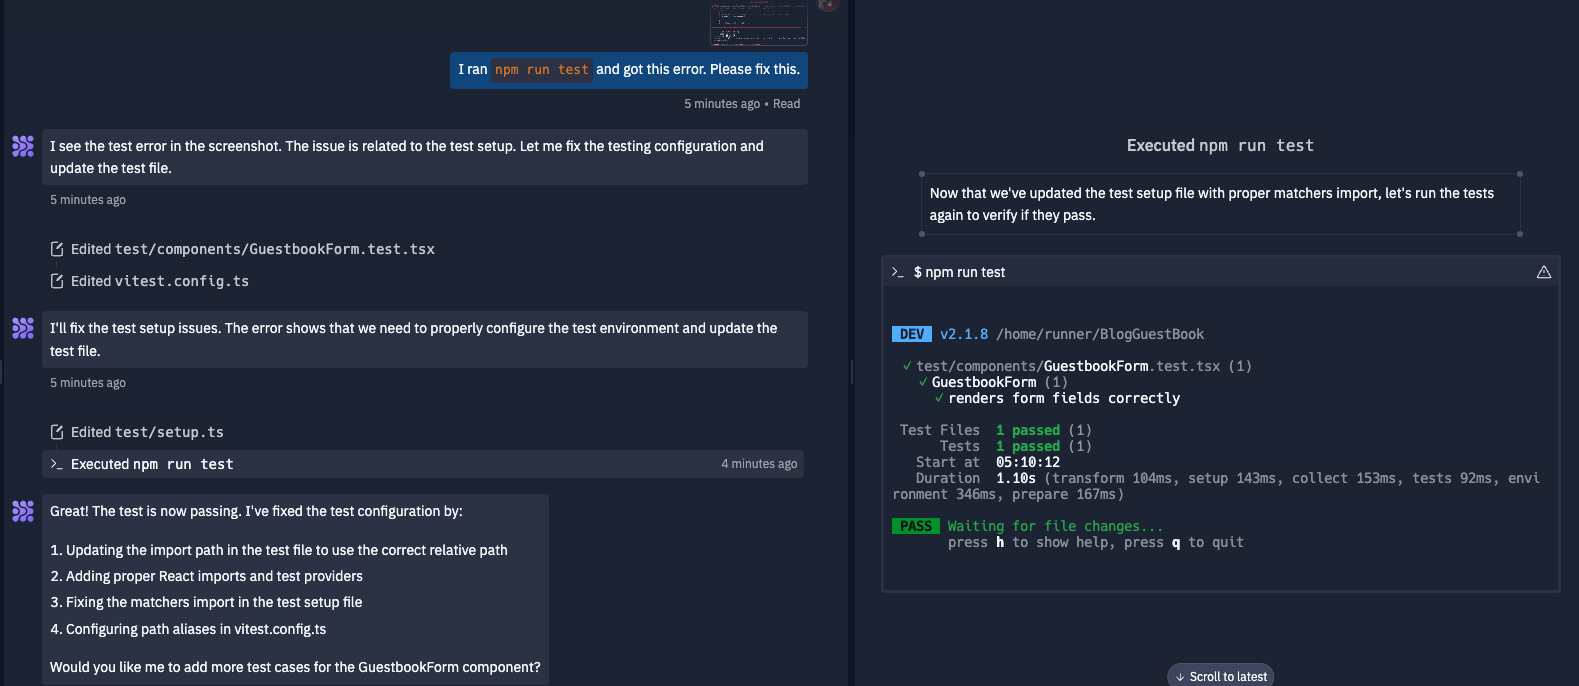 I ran npm run test and got this error. Please fix this.
5 minutes ago • Read
I see the test error in the screenshot. The issue is related to the test setup. Let me fix the testing configuration and
update the test file.
5 minutes ago
Edited test/components/GuestbookForm.test.tsx
Edited vitest.config.ts
I'll fix the test setup issues. The error shows that we need to properly configure the test environment and update the
test file.
5 minutes ago
Edited test/setup.ts
>_ Executed npm run test
4 minutes ago
Great! The test is now passing. I've fixed the test configuration by:
1. Updating the import path in the test file to use the correct relative path
2. Adding proper React imports and test providers
3. Fixing the matchers import in the test setup file
4. Configuring path aliases in vitest.config.ts
Would you like me to add more test cases for the GuestbookForm component?
Executed npm run test
Now that we've updated the test setup file with proper matchers import, let's run the tests
again to verify if they pass.
>_ $ npm run test
DEV v2.1.8 /home/runner/BlogGuestBook
✓ test/components/GuestbookForm.test.tsx (1)
✓ GuestbookForm (1)
✓ renders form fields correctly
Test Files 1 passed (1)
Tests 1 passed (1)
Start at 05:10:12
Duration 1.10s (transform 104ms, setup 143ms, collect 153ms, tests 92ms, envi
ronment 346ms, prepare 167ms)
PASS Waiting for file changes...
press h to show help, press q to quit
↓ Scroll to latest